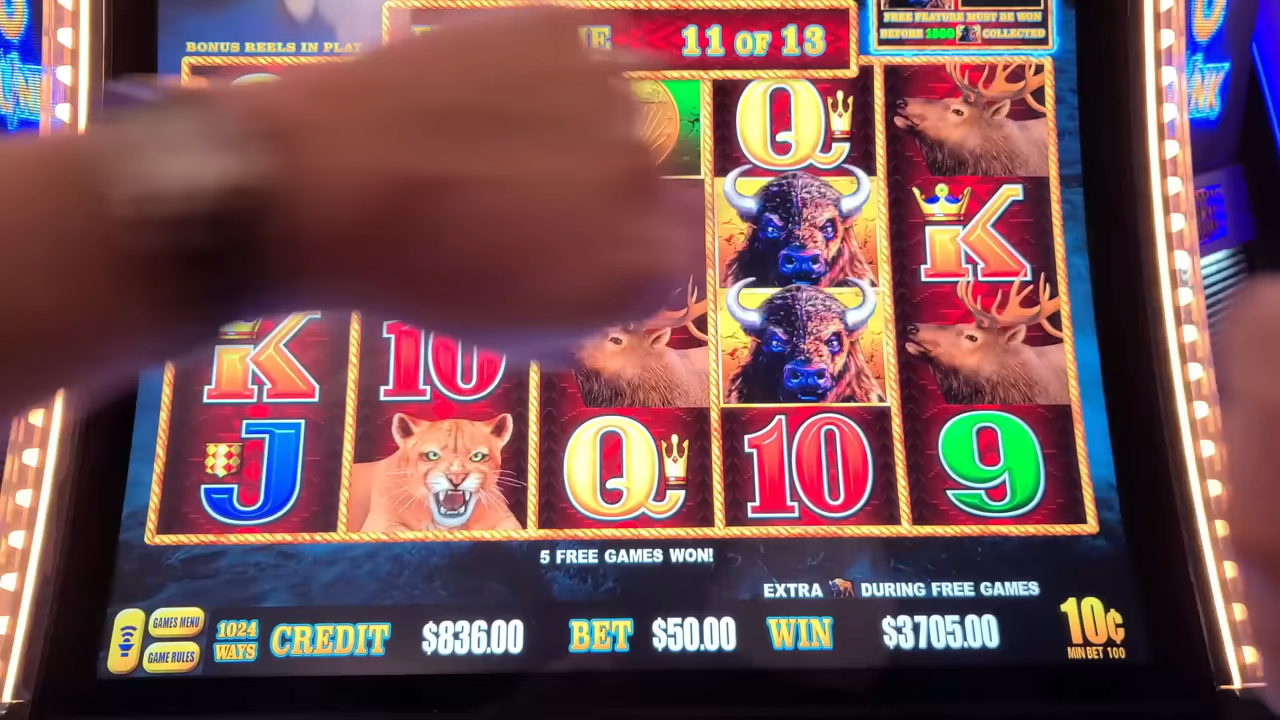 FREE FEATURE MUST BE WON
BEFORE 1800 COLLECTED
BONUS REELS IN PLAY
11 OF 13
Q
K
K 10
J Q 10 9
5 FREE GAMES WON!
EXTRA DURING FREE GAMES
GAMES MENU
GAME RULES
1024 WAYS
CREDIT $836.00 BET $50.00 WIN $3705.00
10¢
MIN BET 100